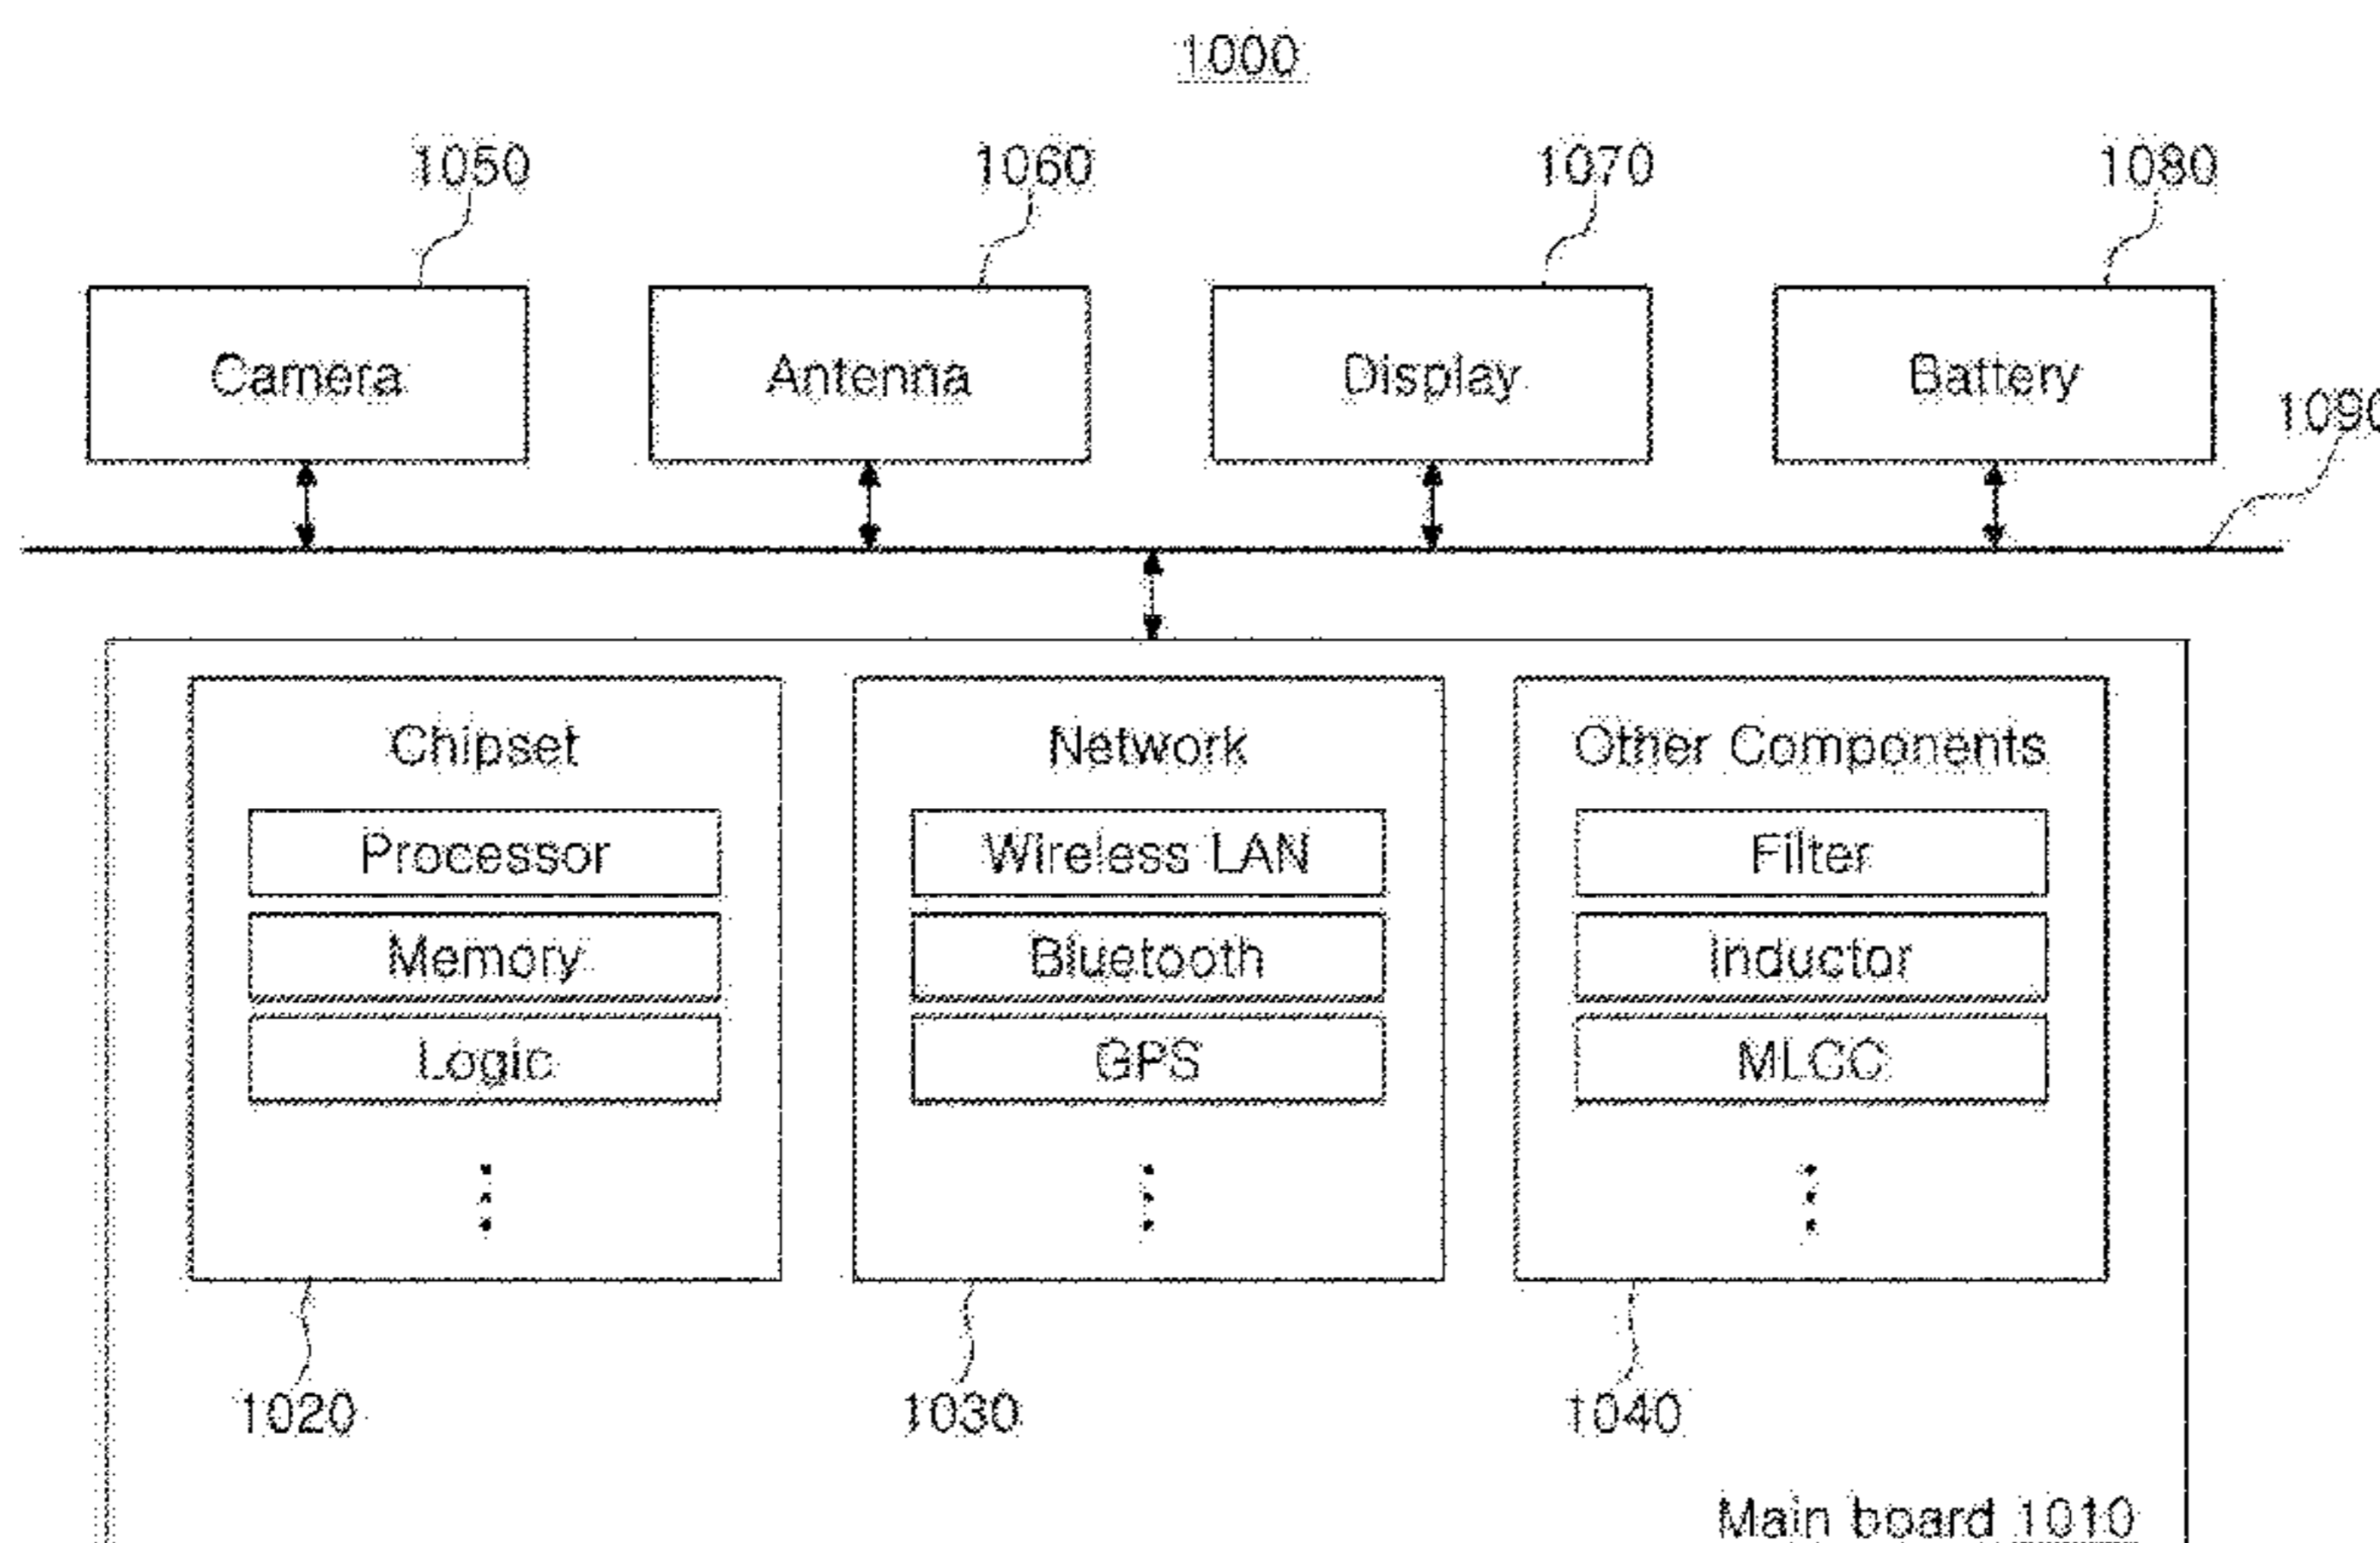 1000
1050 1060 1070 1080
Camera Antenna Display Battery
1090
Chipset Network Other Components
Processor Wireless LAN Filter
Memory Bluetooth Inductor
Logic GPS MLCC
1020 1030 1040
Main board 1010